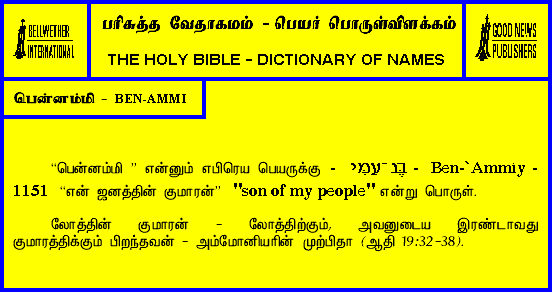 BELLWETHER
INTERNATIONAL
பரிசுத்த வேதாகமம் - பெயர் பொருள்விளக்கம்
THE HOLY BIBLE - DICTIONARY OF NAMES
GOOD NEWS
PUBLISHERS
பென்னம்மி - BEN-AMMI
“பென்னம்மி ” என்னும் எபிரெய பெயருக்கு - בֶּנ־עַמִי - Ben-`Ammiy -
1151 “என் ஜனத்தின் குமாரன்” "son of my people" என்று பொருள்.
லோத்தின் குமாரன் - லோத்திற்கும், அவனுடைய இரண்டாவது
குமாரத்திக்கும் பிறந்தவன் - அம்மோனியரின் முற்பிதா (ஆதி 19:32-38).